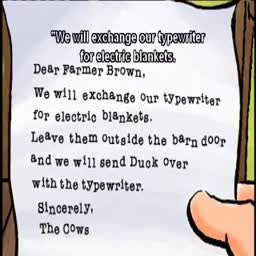 "We will exchange our typewriter
for electric blankets.
Dear Farmer Brown,
We will exchange our typewriter
for electric blankets.
Leave them outside the barn door
and we will send Duck over
with the typewriter.
Sincerely,
The Cows